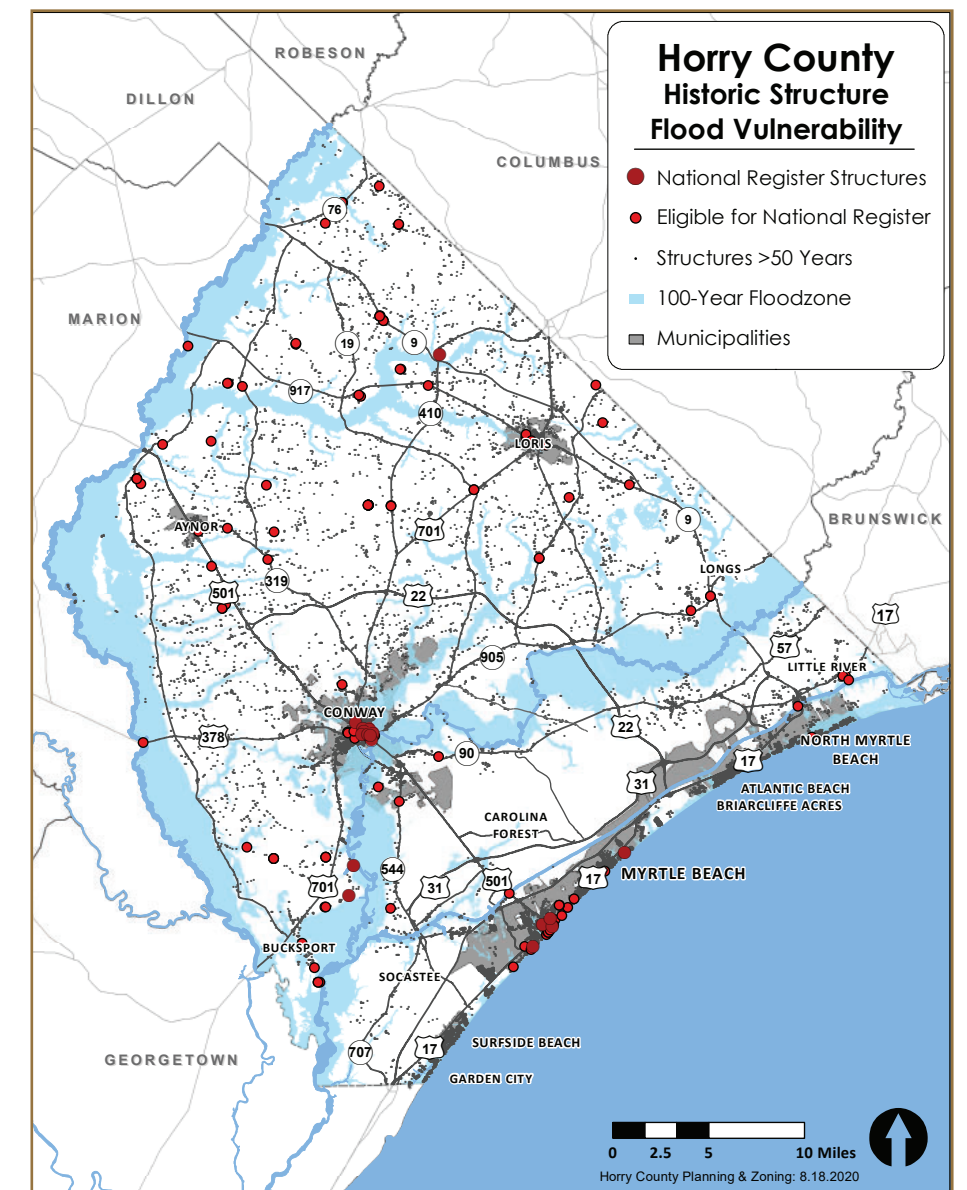 ROBESON
DILLON
COLUMBUS
Horry County
Historic Structure
Flood Vulnerability
National Register Structures
Eligible for National Register
Structures >50 Years
100-Year Floodzone
Municipalities
76
MARION
19
9
917
410
LORIS
9
BRUNSWICK
AYNOR
701
LONGS
319
501
22
17
57
905
LITTLE RIVER
CONWAY
378
22
90
NORTH MYRTLE
BEACH
17
31
ATLANTIC BEACH
BRIARCLIFFE ACRES
CAROLINA
FOREST
544
701
31
501
17
MYRTLE BEACH
BUCKSPORT
SOCASTEE
GEORGETOWN
707
17
SURFSIDE BEACH
GARDEN CITY
0 2.5 5 10 Miles
Horry County Planning & Zoning: 8.18.2020